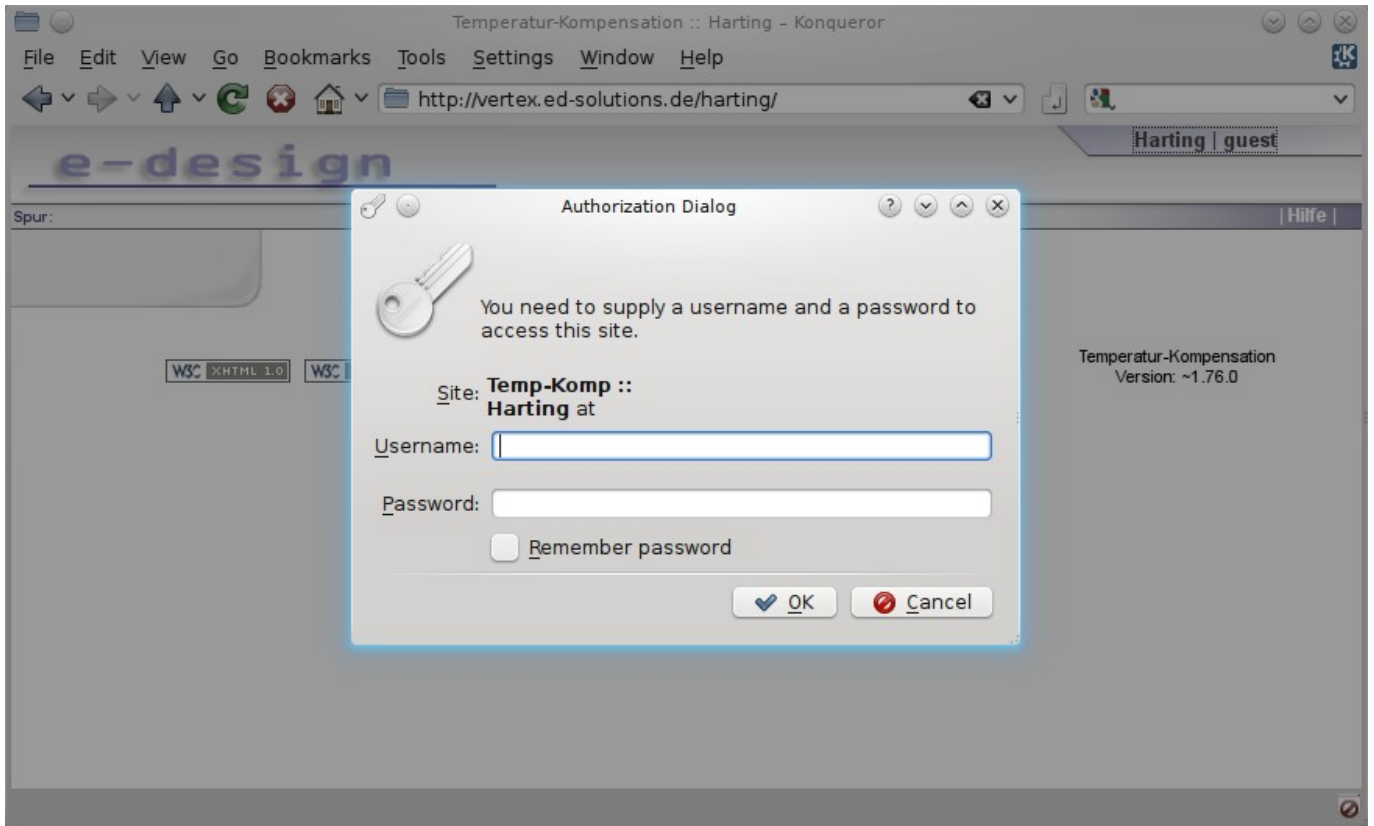 Temperatur-Kompensation :: Harting – Konqueror
File Edit View Go Bookmarks Tools Settings Window Help
http://vertex.ed-solutions.de/harting/
Harting | guest
e-design
Spur:
| Hilfe |
Authorization Dialog
You need to supply a username and a password to
access this site.
Site: Temp-Komp ::
Harting at
Username:
Password:
Remember password
OK Cancel
W3C XHTML 1.0 W3C
Temperatur-Kompensation
Version: ~1.76.0